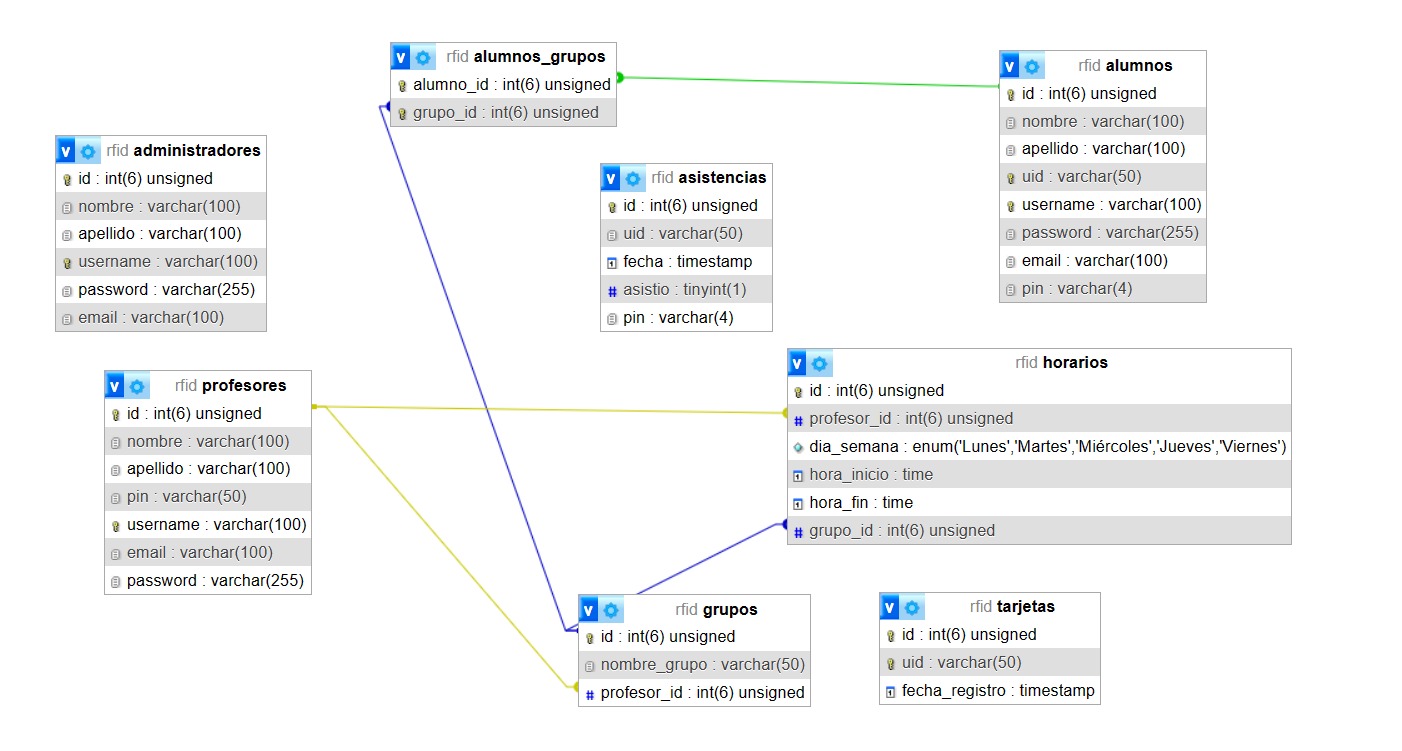 rfid alumnos_grupos
alumno_id : int(6) unsigned
grupo_id : int(6) unsigned
rfid alumnos
id : int(6) unsigned
nombre : varchar(100)
apellido : varchar(100)
uid : varchar(50)
username : varchar(100)
password : varchar(255)
email : varchar(100)
pin : varchar(4)
rfid administradores
id : int(6) unsigned
nombre : varchar(100)
apellido : varchar(100)
username : varchar(100)
password : varchar(255)
email : varchar(100)
rfid asistencias
id : int(6) unsigned
uid : varchar(50)
fecha : timestamp
asistio : tinyint(1)
pin : varchar(4)
rfid profesores
id : int(6) unsigned
nombre : varchar(100)
apellido : varchar(100)
pin : varchar(50)
username : varchar(100)
email : varchar(100)
password : varchar(255)
rfid horarios
id : int(6) unsigned
profesor_id : int(6) unsigned
dia_semana : enum('Lunes','Martes','Miércoles','Jueves','Viernes')
hora_inicio : time
hora_fin : time
grupo_id : int(6) unsigned
rfid grupos
id : int(6) unsigned
nombre_grupo : varchar(50)
profesor_id : int(6) unsigned
rfid tarjetas
id : int(6) unsigned
uid : varchar(50)
fecha_registro : timestamp